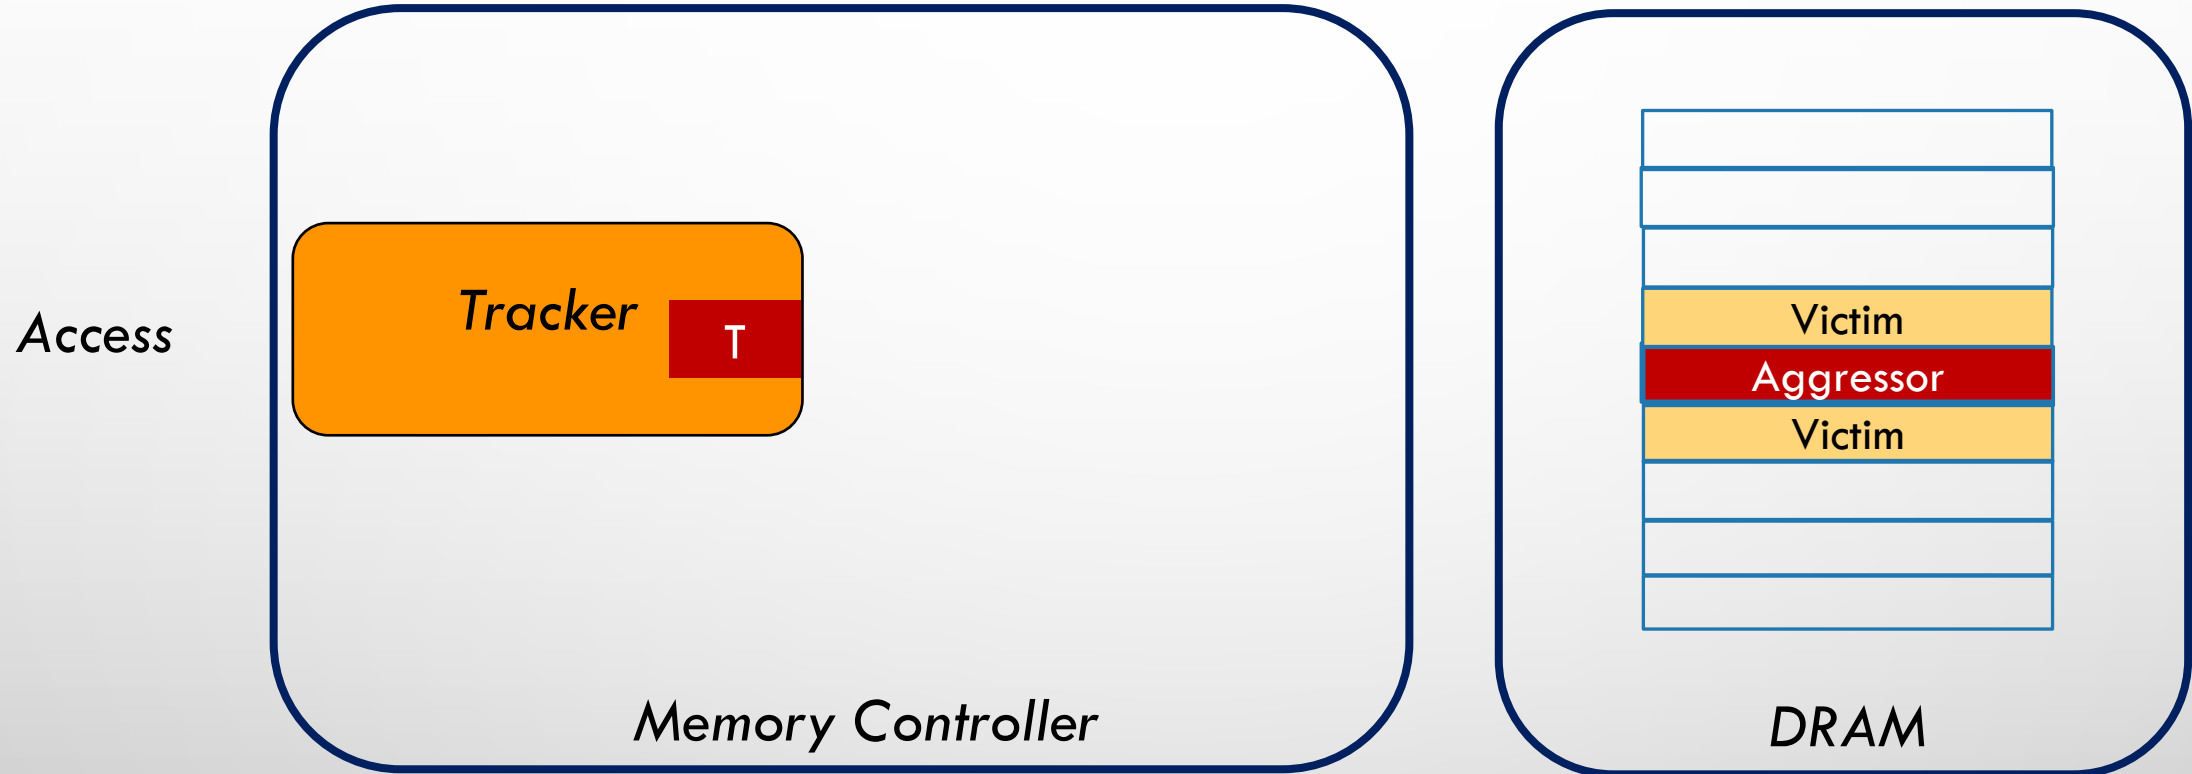 Access
Tracker
T
Memory Controller
Victim
Aggressor
Victim
DRAM